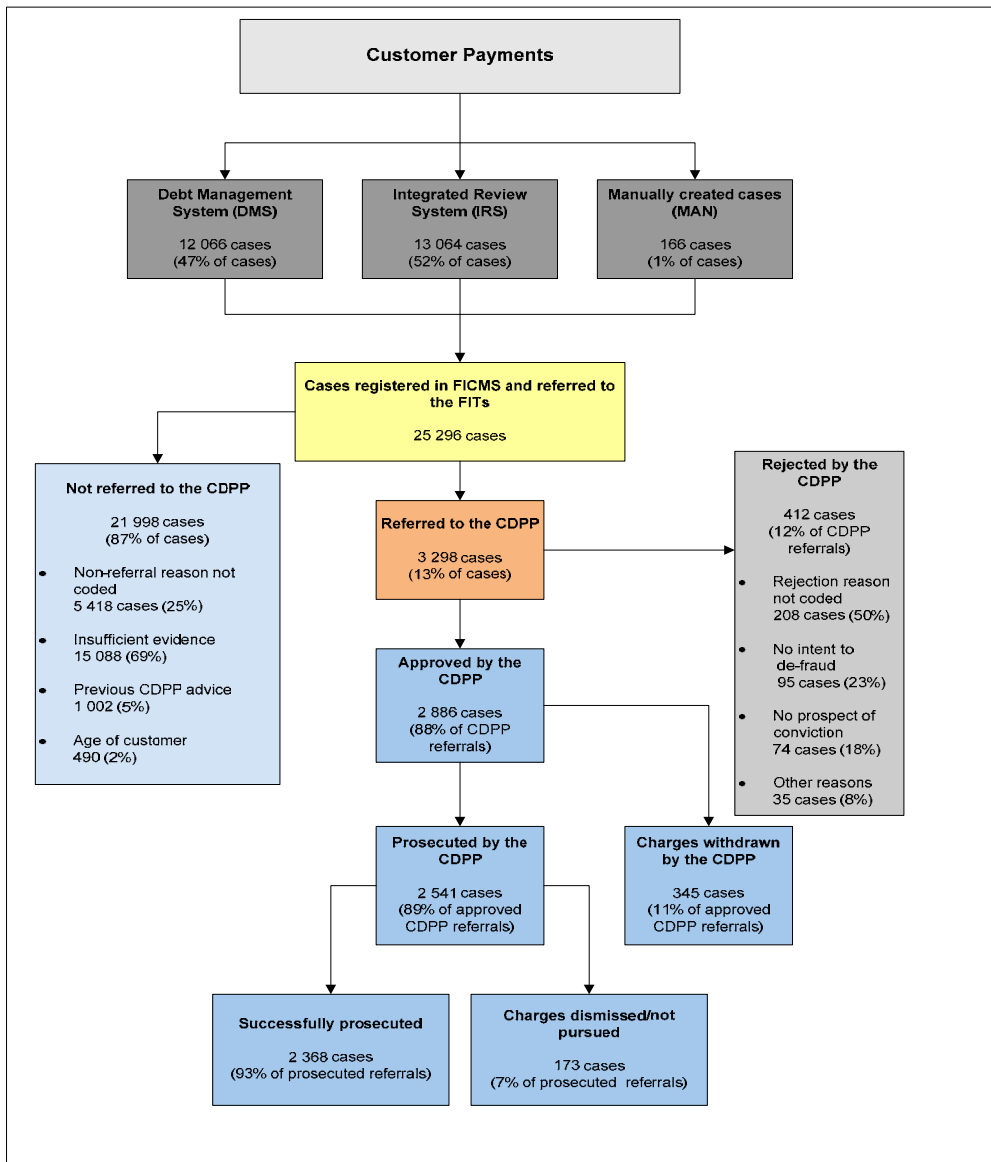 Customer Payments
Debt Management
System (DMS)
12 066 cases
(47% of cases)
Integrated Review
System (IRS)
13 064 cases
(52% of cases)
Manually created cases
(MAN)
166 cases
(1% of cases)
Cases registered in FICMS and referred to
the FITs
25 296 cases
Not referred to the CDPP
21 998 cases
(87% of cases)
• Non-referral reason not
coded
5 418 cases (25%)
• Insufficient evidence
15 088 (69%)
• Previous CDPP advice
1 002 (5%)
• Age of customer
490 (2%)
Referred to the CDPP
3 298 cases
(13% of cases)
Rejected by the
CDPP
412 cases
(12% of CDPP
referrals)
• Rejection reason
not coded
208 cases (50%)
• No intent to
de-fraud
95 cases (23%)
• No prospect of
conviction
74 cases (18%)
• Other reasons
35 cases (8%)
Approved by the
CDPP
2 886 cases
(88% of CDPP
referrals)
Prosecuted by the
CDPP
2 541 cases
(89% of approved
CDPP referrals)
Charges withdrawn
by the CDPP
345 cases
(11% of approved
CDPP referrals)
Successfully prosecuted
2 368 cases
(93% of prosecuted referrals)
Charges dismissed/not
pursued
173 cases
(7% of prosecuted referrals)